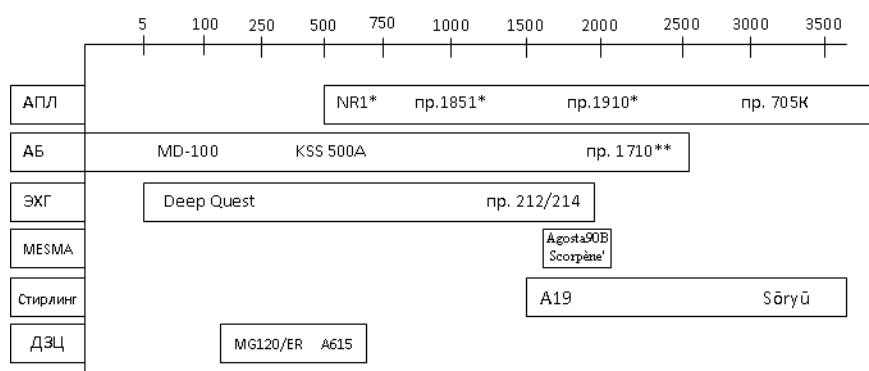 5 100 250 500 750 1000 1500 2000 2500 3000 3500
АПЛ NR1* пр.1851* пр.1910* пр. 705К
АБ MD-100 KSS 500A пр. 1710**
ЭХГ Deep Quest пр. 212/214
MESMA Agosta90B
Scorpène'
Стирлинг A19 Sōryū
ДЗЦ MG120/ER A615